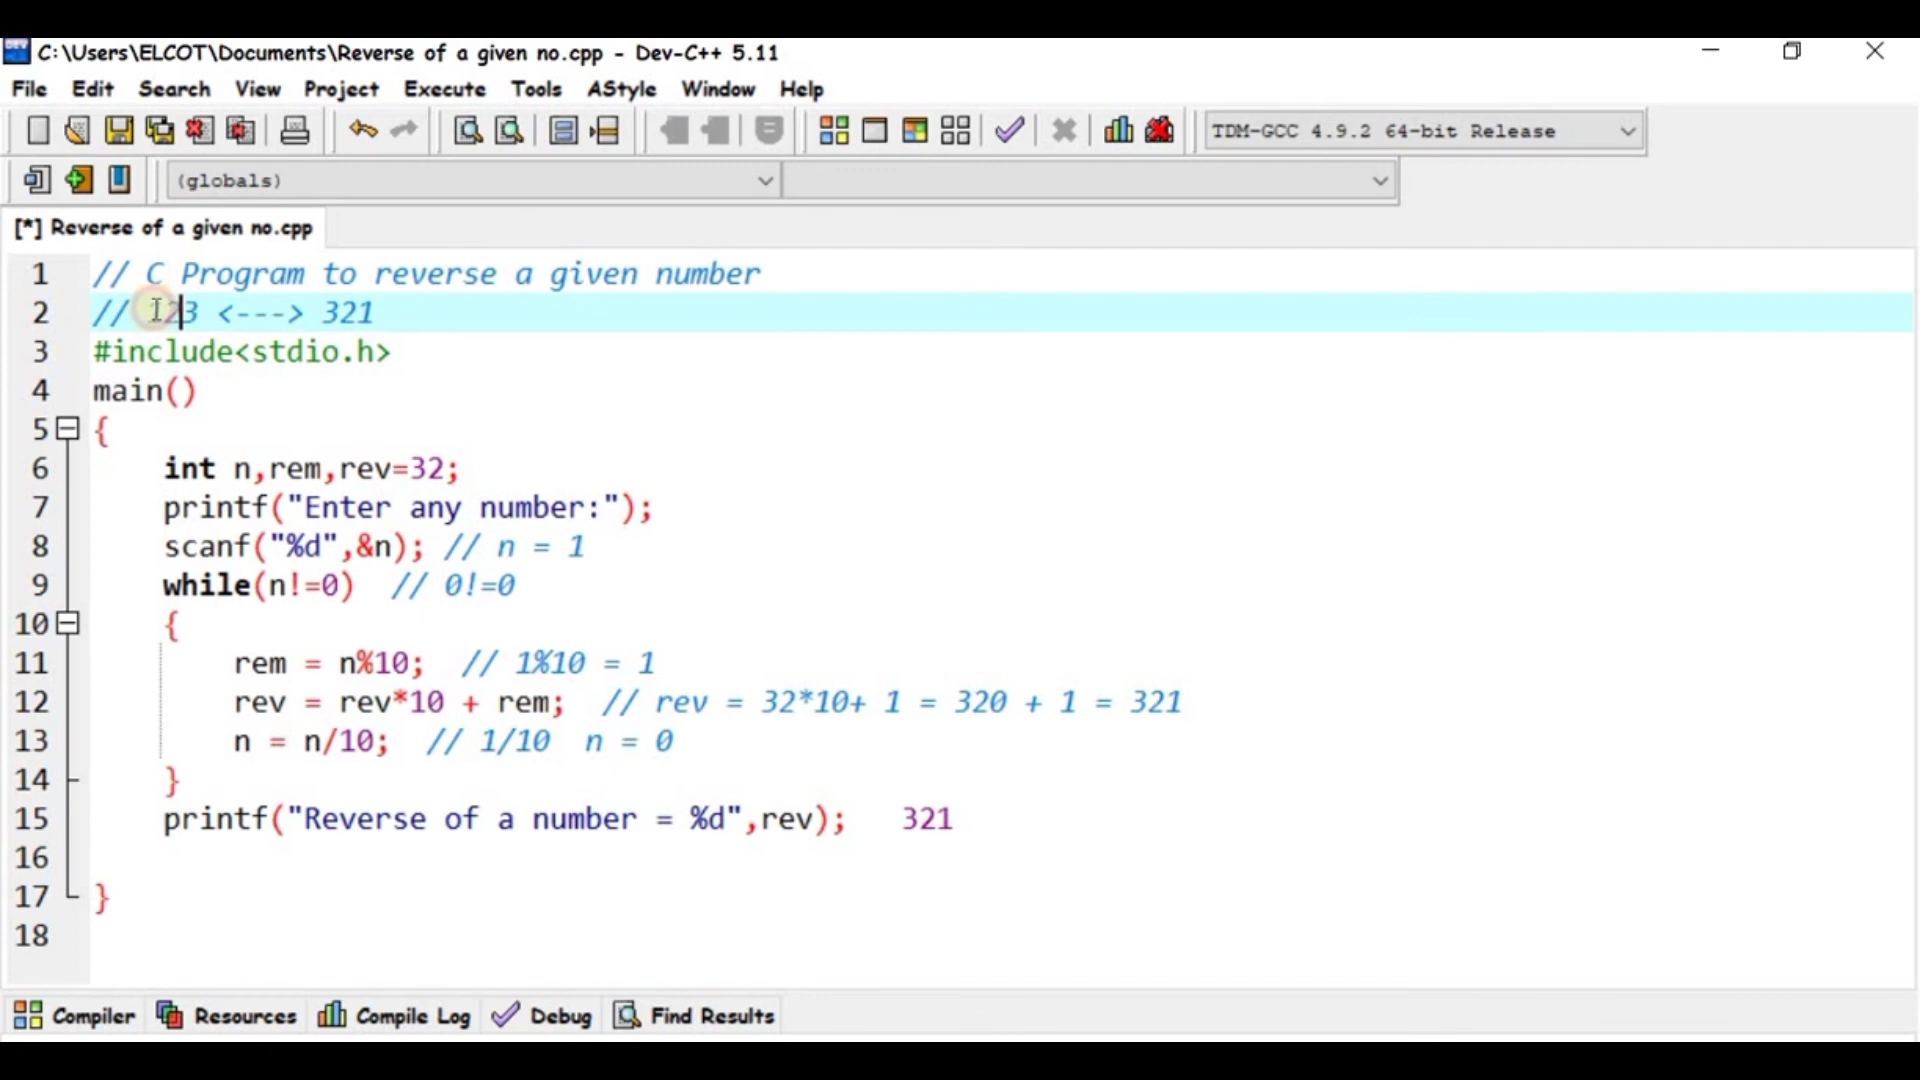 C:\Users\ELCOT\Documents\Reverse of a given no.cpp - Dev-C++ 5.11
File Edit Search View Project Execute Tools AStyle Window Help
TDM-GCC 4.9.2 64-bit Release
(globals)
[*] Reverse of a given no.cpp
1 // C Program to reverse a given number
2 // 123 <---> 321
3 #include<stdio.h>
4 main()
5 {
6 int n,rem,rev=32;
7 printf("Enter any number:");
8 scanf("%d",&n); // n = 1
9 while(n!=0) // 0!=0
10 {
11 rem = n%10; // 1%10 = 1
12 rev = rev*10 + rem; // rev = 32*10+ 1 = 320 + 1 = 321
13 n = n/10; // 1/10 n = 0
14 }
15 printf("Reverse of a number = %d",rev); 321
16
17 }
18
Compiler Resources Compile Log Debug Find Results